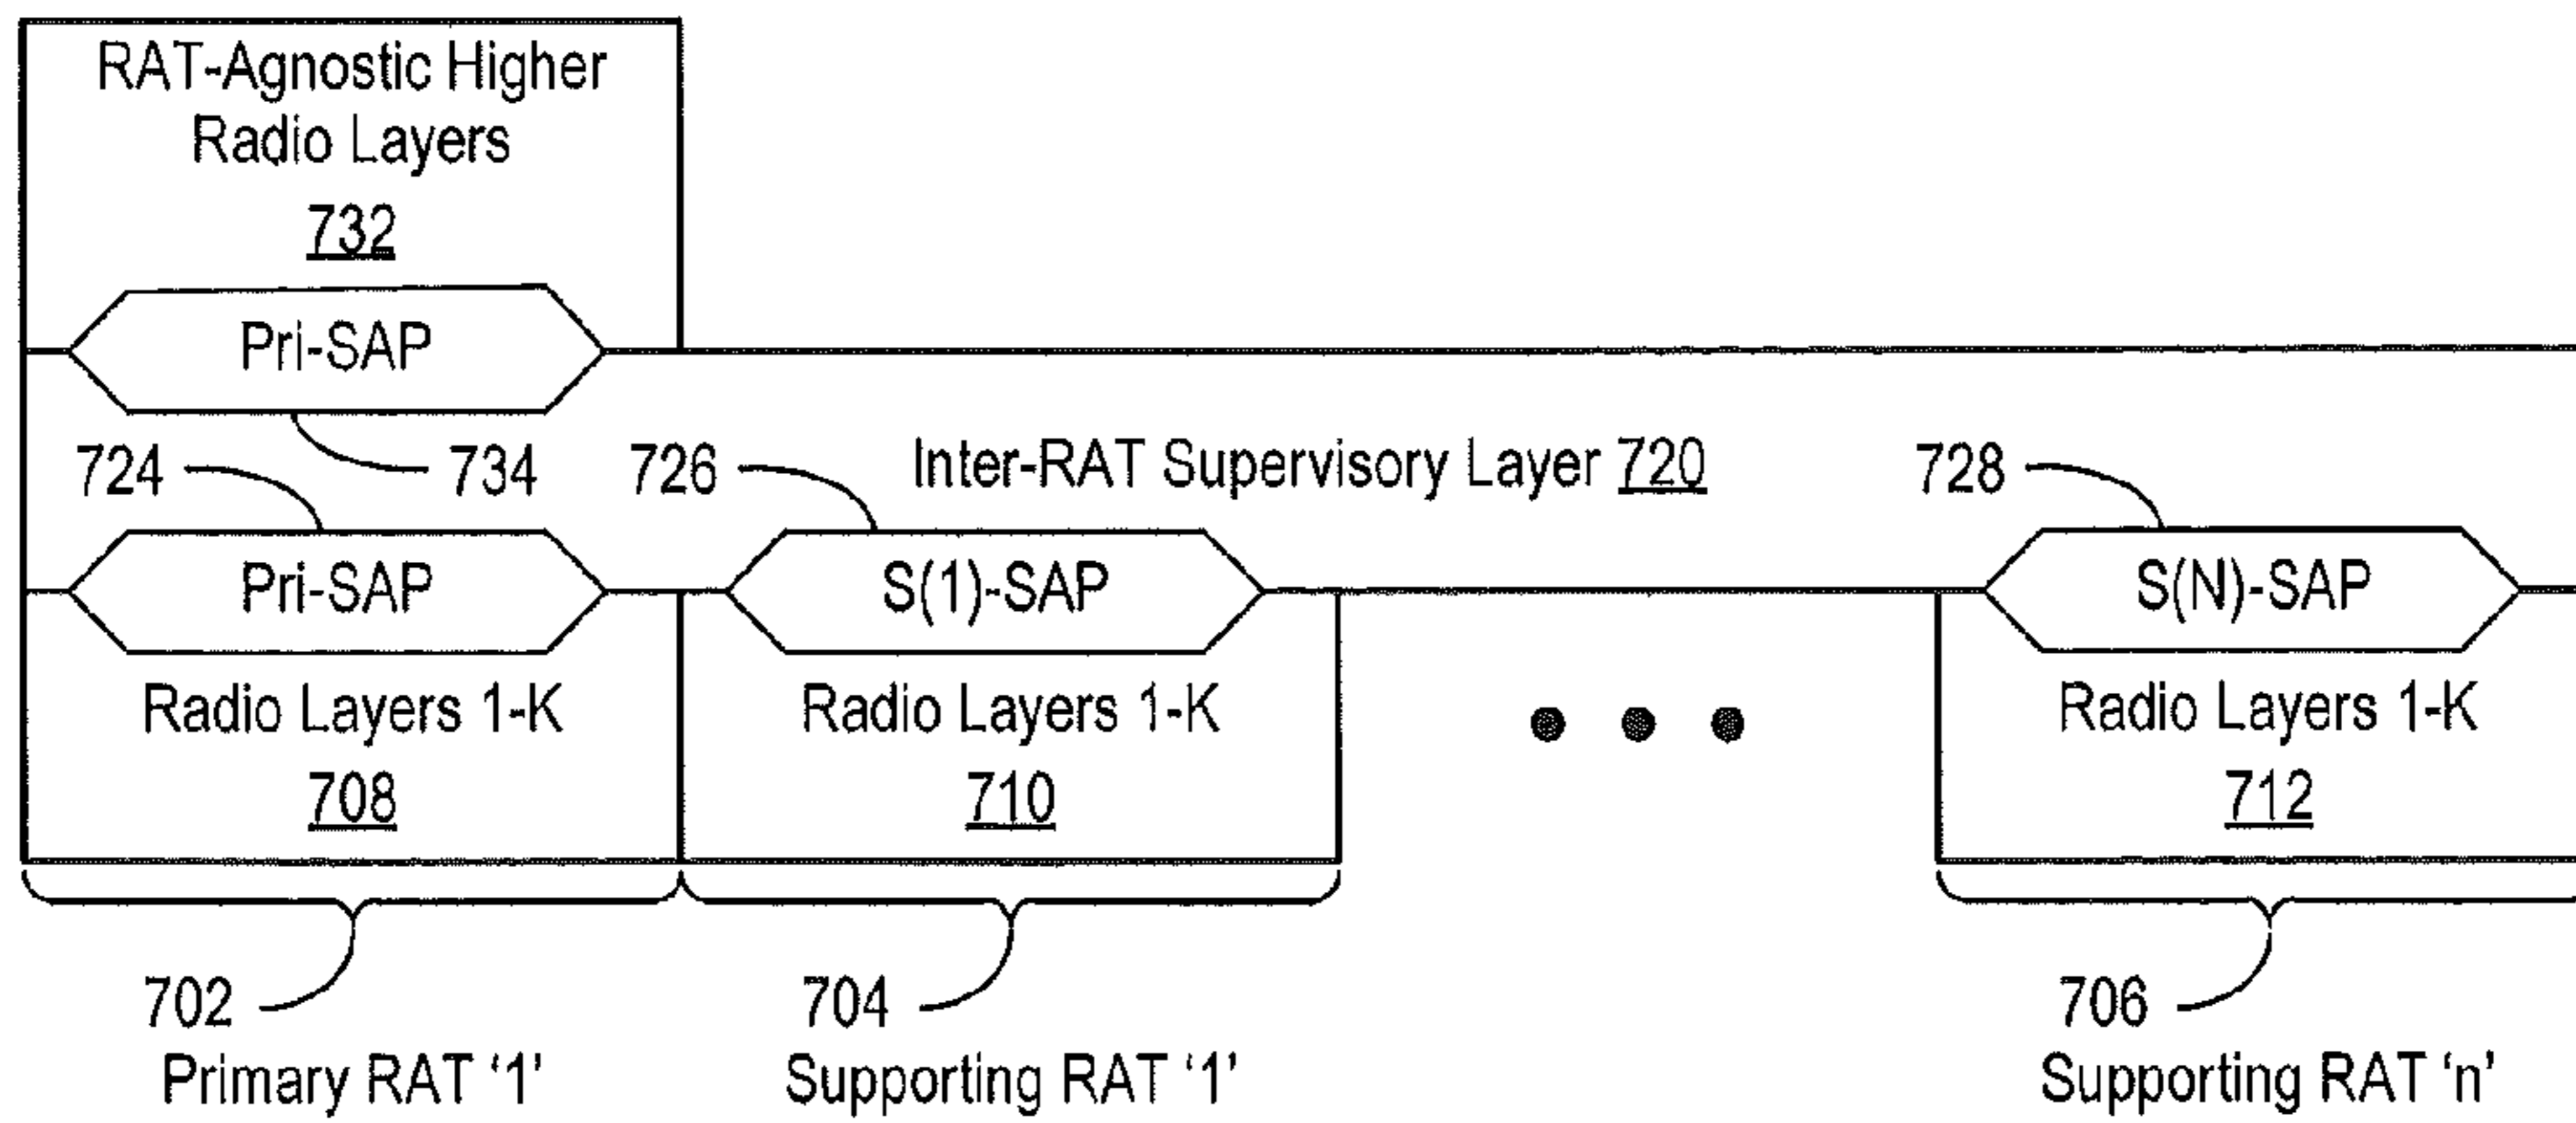 RAT-Agnostic Higher
Radio Layers
732
Pri-SAP
724
734
726
Inter-RAT Supervisory Layer 720
728
Pri-SAP
S(1)-SAP
S(N)-SAP
Radio Layers 1-K
708
Radio Layers 1-K
710
Radio Layers 1-K
712
702
Primary RAT ‘1’
704
Supporting RAT ‘1’
706
Supporting RAT ‘n’